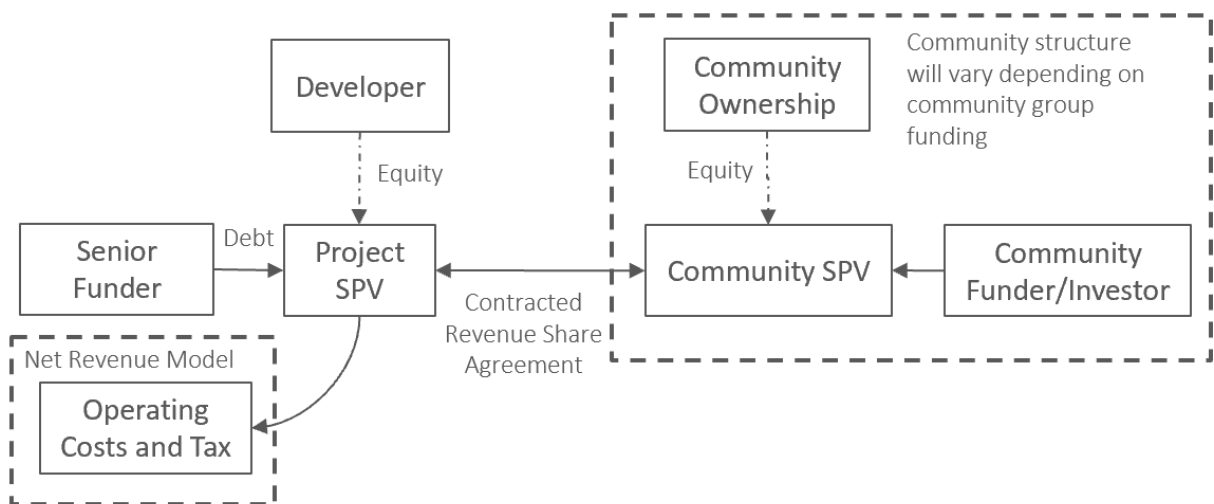 Developer
Equity
Senior
Funder
Debt
Project
SPV
Contracted
Revenue Share
Agreement
Net Revenue Model
Operating
Costs and Tax
Community
Ownership
Community structure
will vary depending on
community group
funding
Equity
Community SPV
Community
Funder/Investor